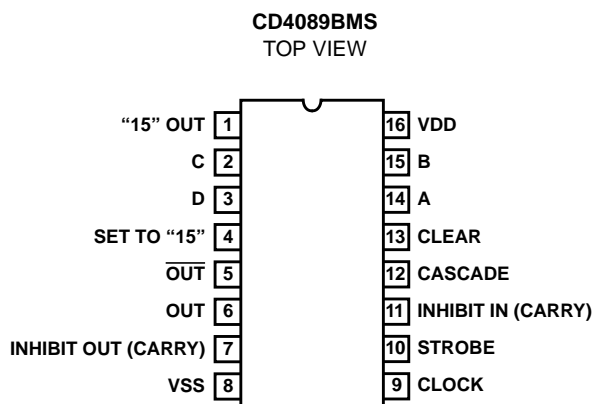 CD4089BMS
TOP VIEW
“15” OUT 1 16 VDD
C 2 15 B
D 3 14 A
SET TO “15” 4 13 CLEAR
O̅U̅T̅ 5 12 CASCADE
OUT 6 11 INHIBIT IN (CARRY)
INHIBIT OUT (CARRY) 7 10 STROBE
VSS 8 9 CLOCK